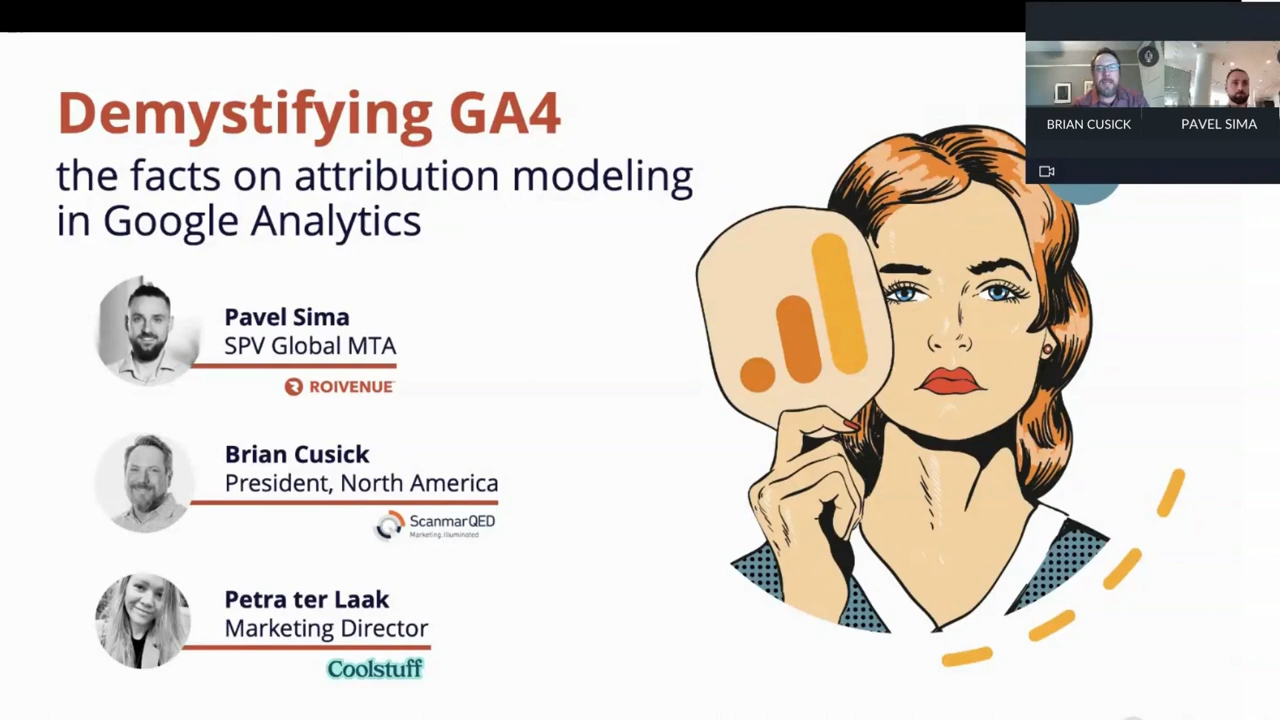 Demystifying GA4
the facts on attribution modeling
in Google Analytics
Pavel Sima
SPV Global MTA
ROIVENUE
Brian Cusick
President, North America
ScanmarQED
Marketing.Illuminated
Petra ter Laak
Marketing Director
Coolstuff
BRIAN CUSICK
PAVEL SIMA